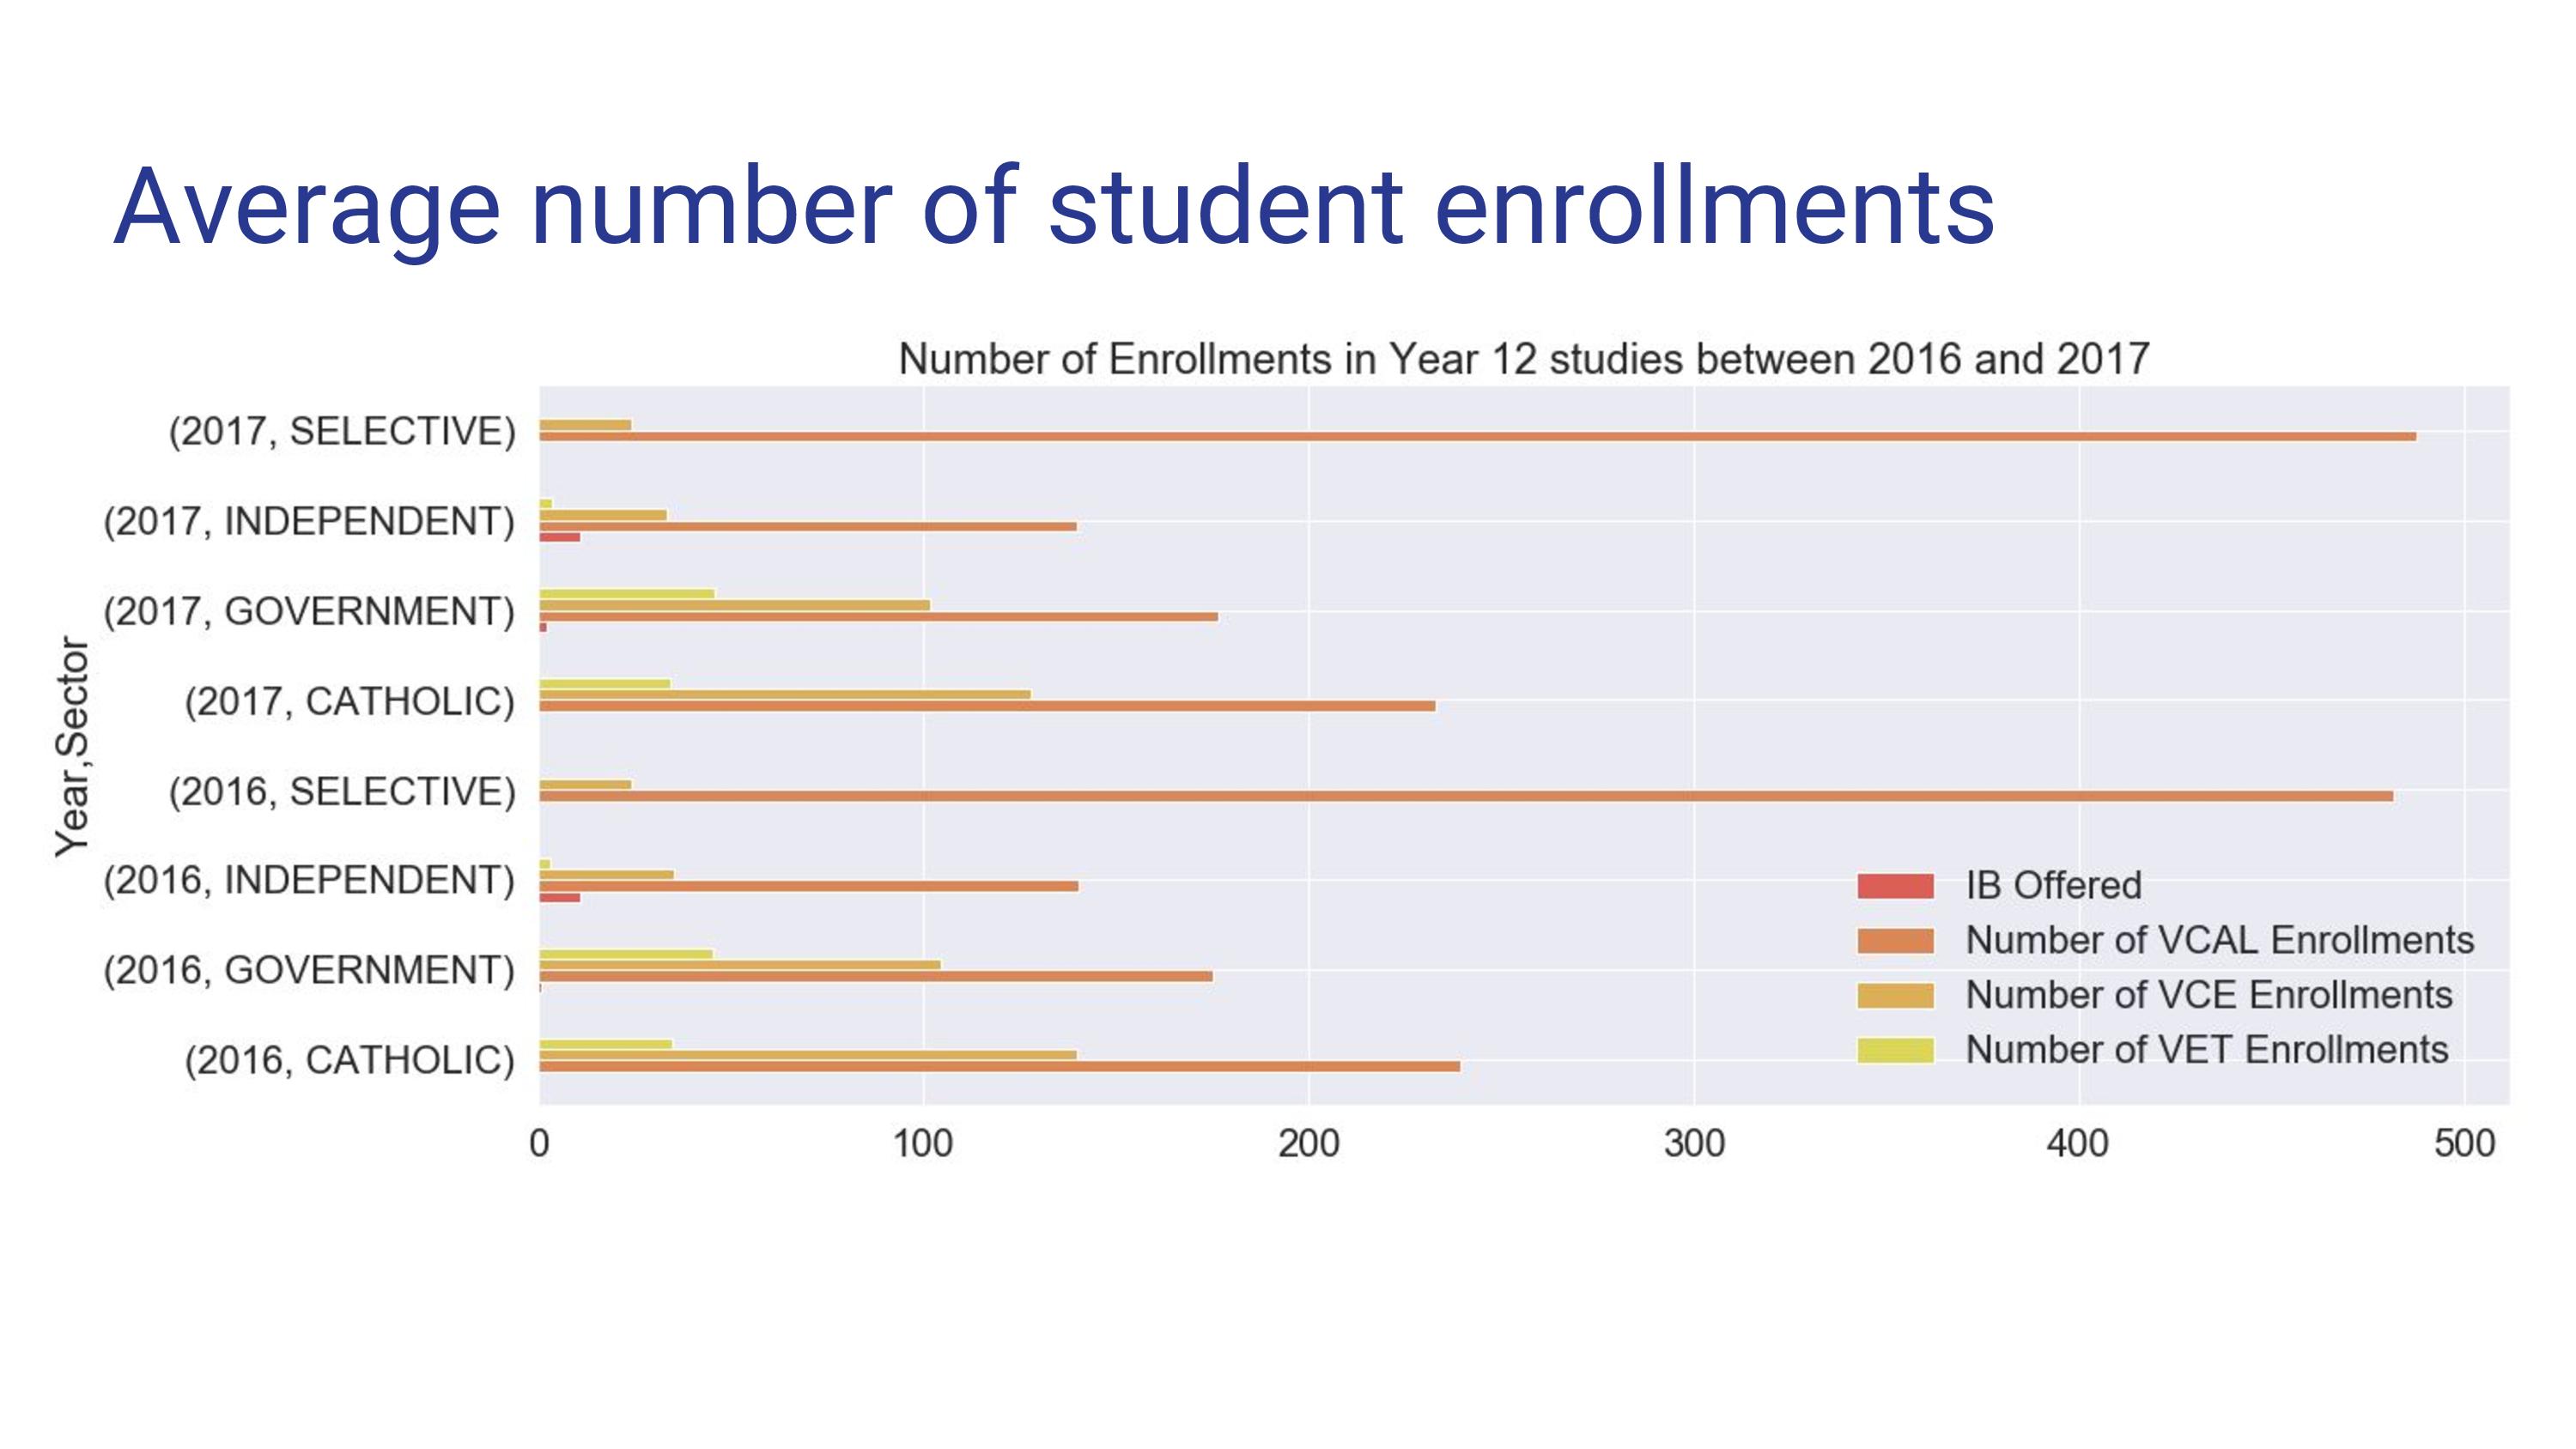 Average number of student enrollments
Number of Enrollments in Year 12 studies between 2016 and 2017
Year,Sector
(2017, SELECTIVE)
(2017, INDEPENDENT)
(2017, GOVERNMENT)
(2017, CATHOLIC)
(2016, SELECTIVE)
(2016, INDEPENDENT)
(2016, GOVERNMENT)
(2016, CATHOLIC)
IB Offered
Number of VCAL Enrollments
Number of VCE Enrollments
Number of VET Enrollments
0 100 200 300 400 500